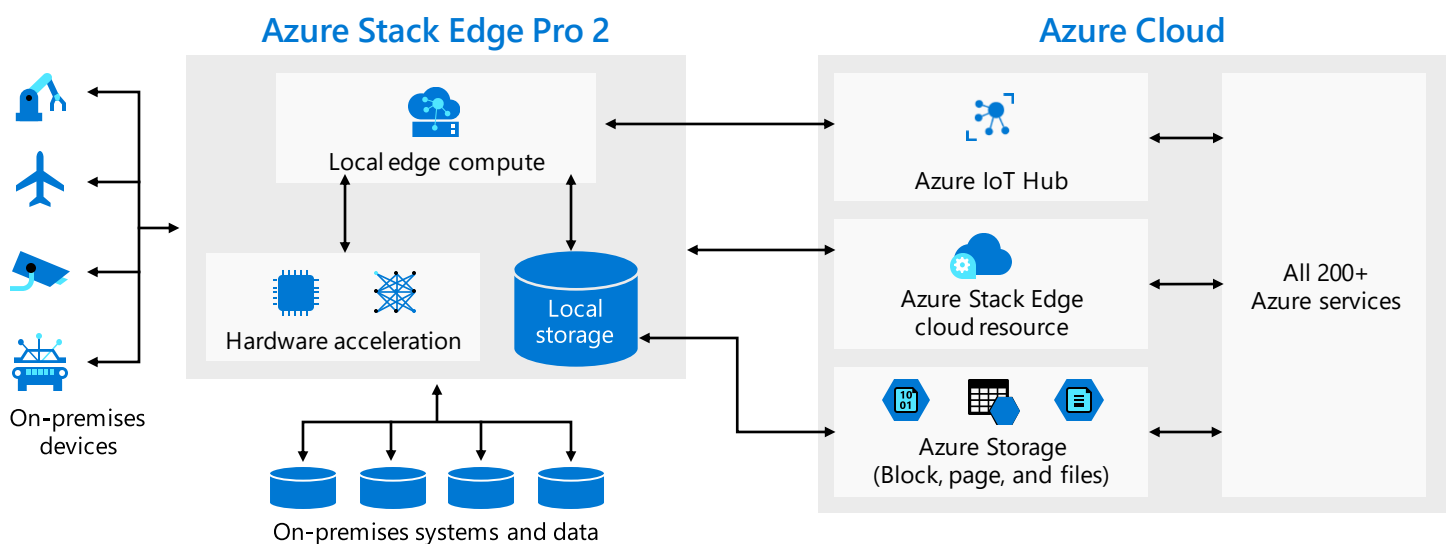 Azure Stack Edge Pro 2
Azure Cloud
Local edge compute
Azure IoT Hub
Hardware acceleration
Local
storage
Azure Stack Edge
cloud resource
All 200+
Azure services
On-premises
devices
10
01
Azure Storage
(Block, page, and files)
On-premises systems and data